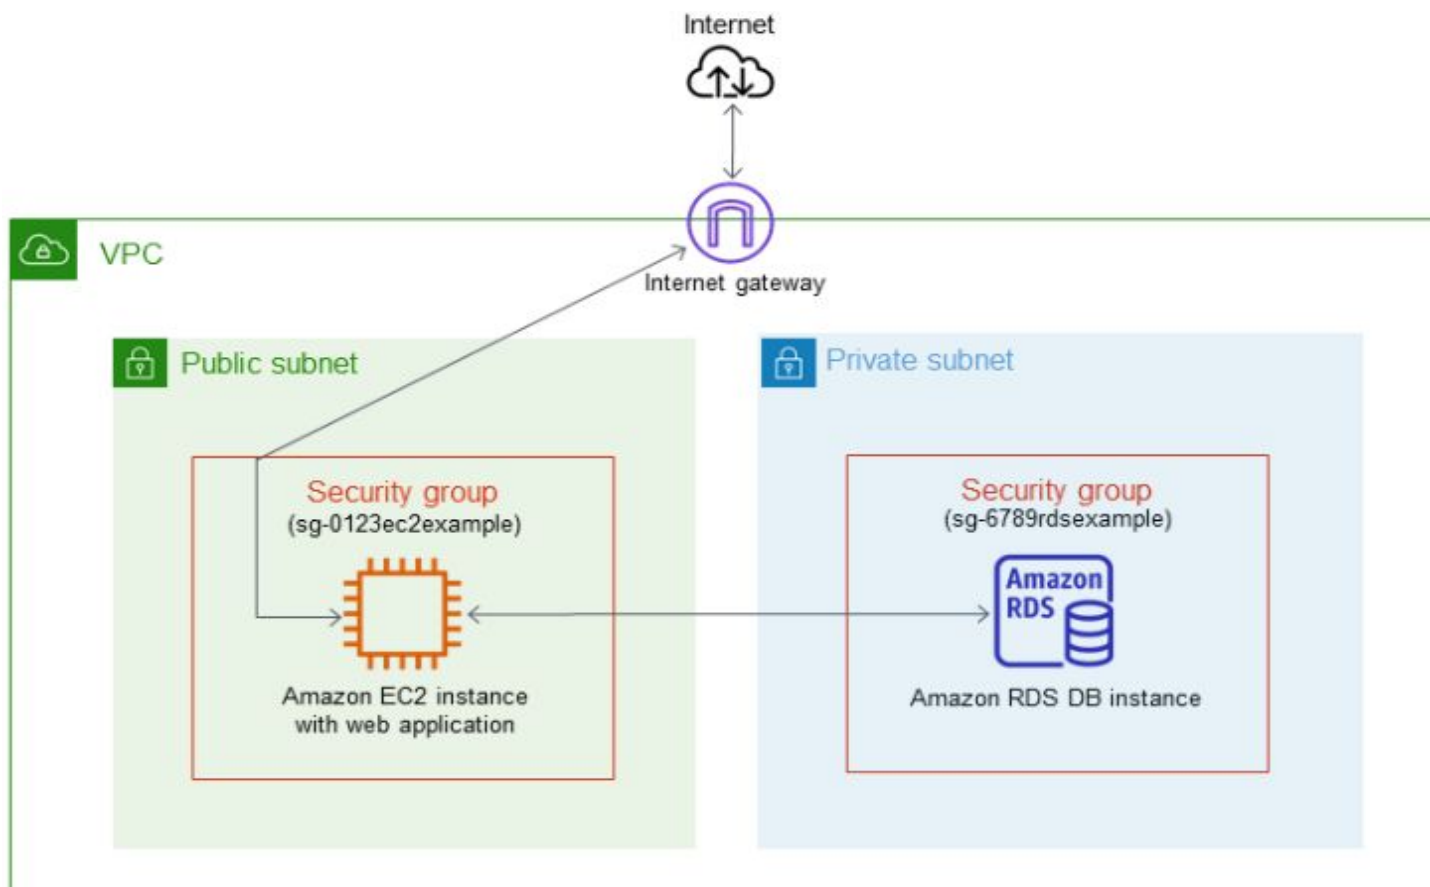 Internet
VPC
Internet gateway
Public subnet
Security group
(sg-0123ec2example)
Amazon EC2 instance
with web application
Private subnet
Security group
(sg-6789rdsexample)
Amazon
RDS
Amazon RDS DB instance